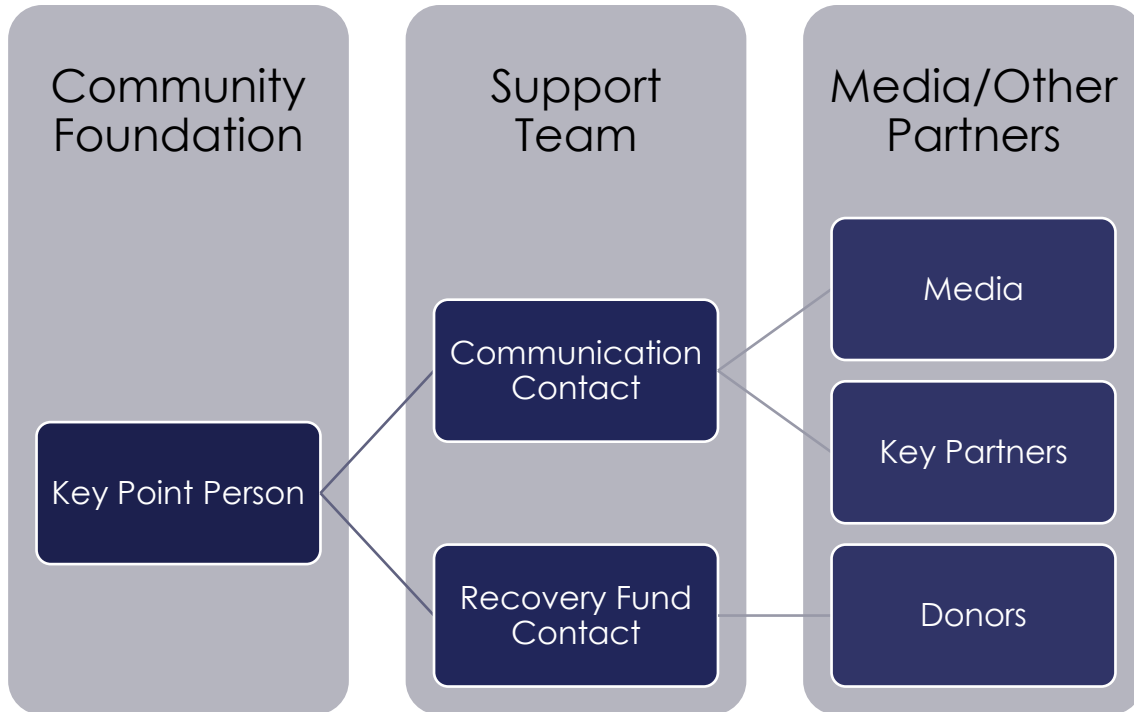 Community
Foundation
Key Point Person
Support
Team
Communication
Contact
Recovery Fund
Contact
Media/Other
Partners
Media
Key Partners
Donors